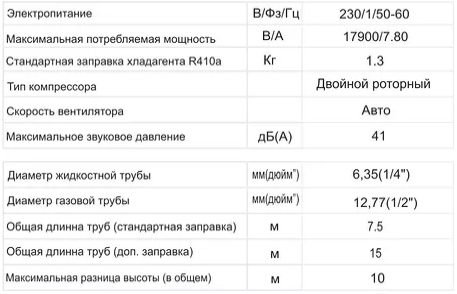 Электропитание В/Фз/Гц 230/1/50-60
Максимальная потребляемая мощность В/А 17900/7.80
Стандартная заправка хладагента R410a Кг 1.3
Тип компрессора Двойной роторный
Скорость вентилятора Авто
Максимальное звуковое давление дБ(А) 41
Диаметр жидкостной трубы мм(дюйм") 6,35(1/4")
Диаметр газовой трубы мм(дюйм") 12,77(1/2")
Общая длинна труб (стандартная заправка) м 7.5
Общая длинна труб (доп. заправка) м 15
Максимальная разница высоты (в общем) м 10